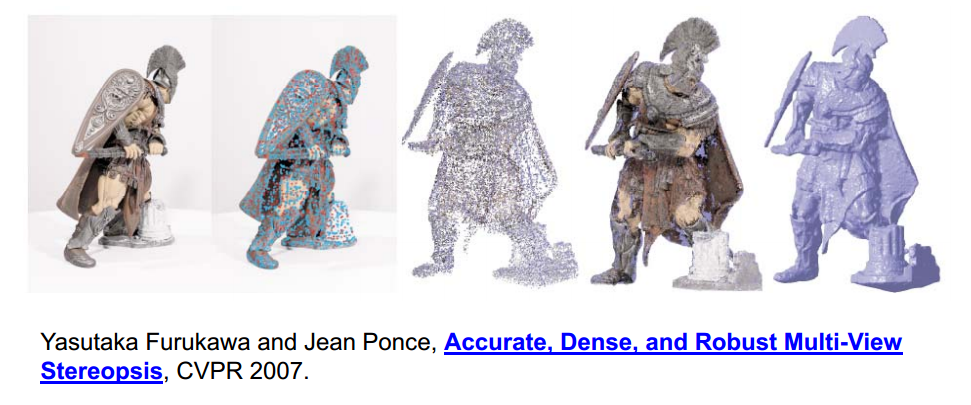 Yasutaka Furukawa and Jean Ponce, Accurate, Dense, and Robust Multi-View
Stereopsis, CVPR 2007.